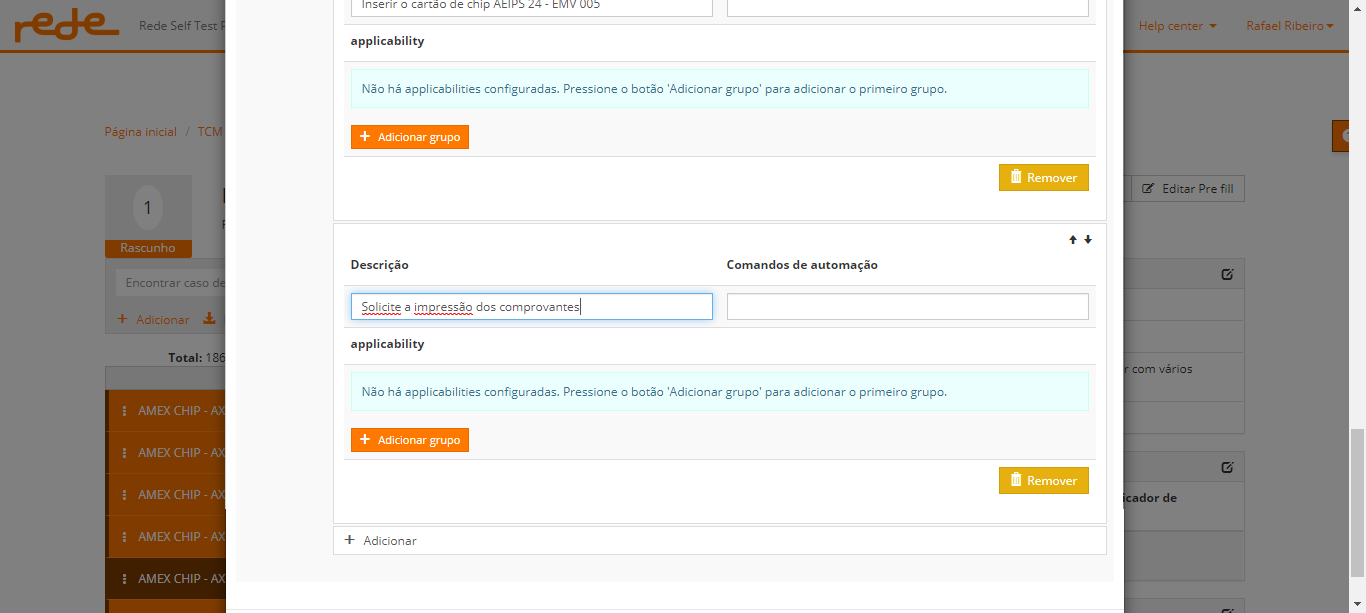 Inserir o cartão de chip AEIPS 24 - EMV 005
rede
Rede Self Test
Help center
Rafael Ribeiro
applicability
Não há applicabilities configuradas. Pressione o botão 'Adicionar grupo' para adicionar o primeiro grupo.
Página inicial / TCM
+ Adicionar grupo
Remover
1
Editar Pre fill
Rascunho
Descrição
Comandos de automação
Encontrar caso de
Solicite a impressão dos comprovantes
+ Adicionar
applicability
Total: 186
r com vários
Não há applicabilities configuradas. Pressione o botão 'Adicionar grupo' para adicionar o primeiro grupo.
AMEX CHIP - AX
+ Adicionar grupo
AMEX CHIP - AX
Remover
AMEX CHIP - AX
icador de
AMEX CHIP - AX
+ Adicionar
AMEX CHIP - AX